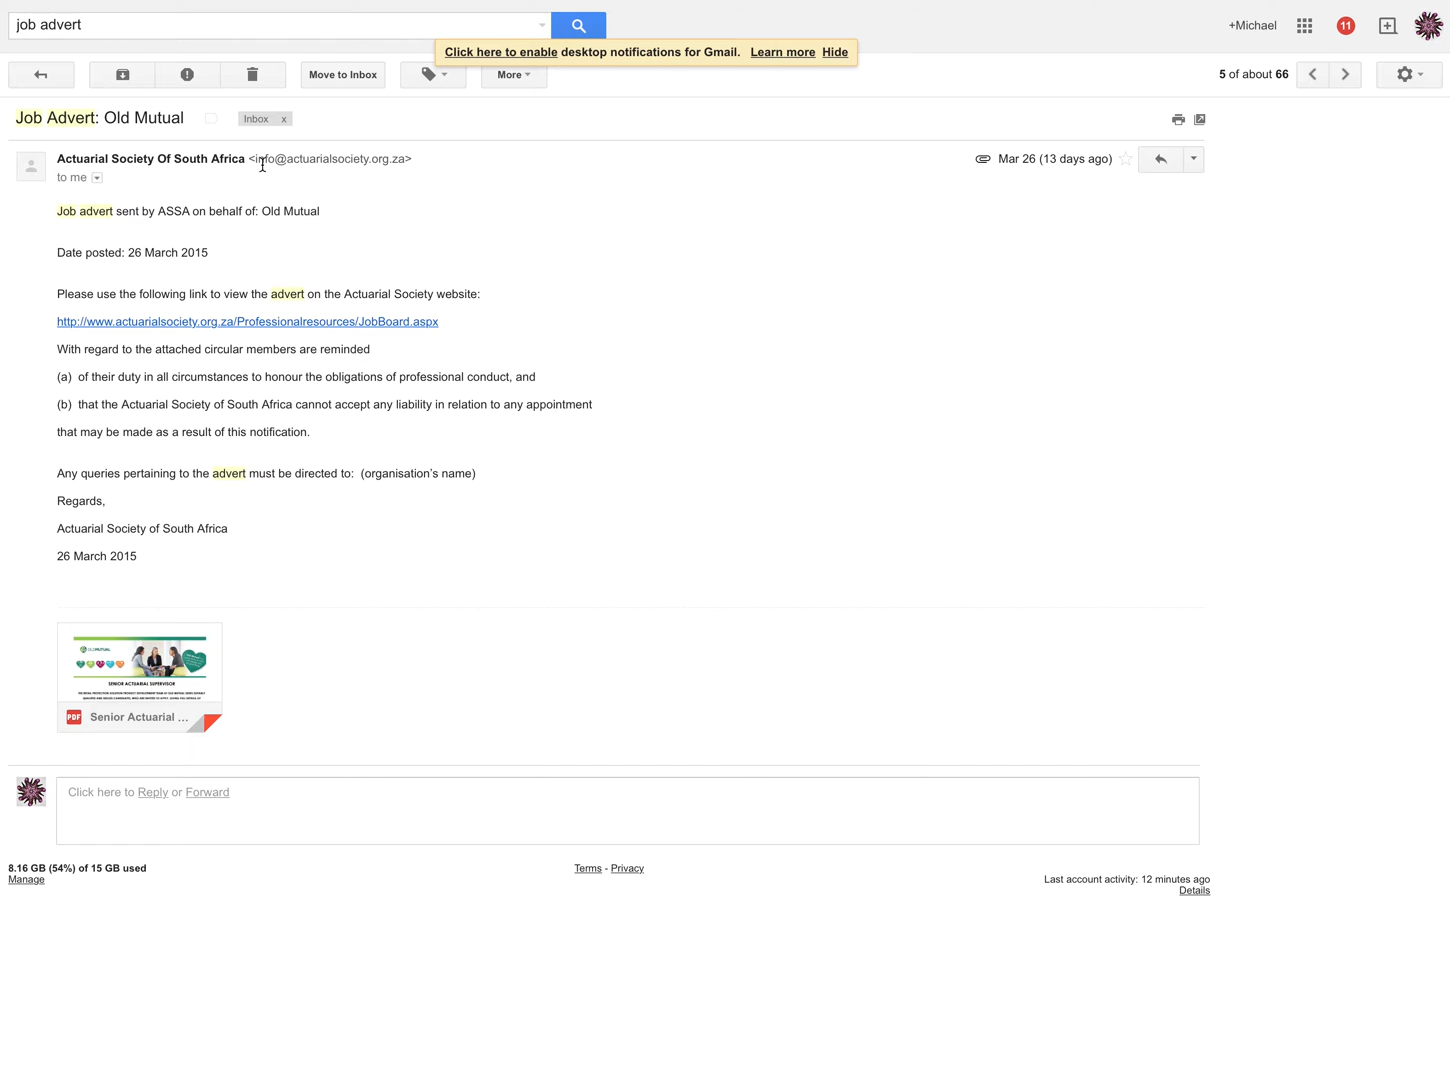 job advert
+Michael
11
Click here to enable desktop notifications for Gmail. Learn more Hide
Move to Inbox
More
5 of about 66
Job Advert: Old Mutual
Inbox x
Actuarial Society Of South Africa <info@actuarialsociety.org.za>
Mar 26 (13 days ago)
to me
Job advert sent by ASSA on behalf of: Old Mutual
Date posted: 26 March 2015
Please use the following link to view the advert on the Actuarial Society website:
http://www.actuarialsociety.org.za/Professionalresources/JobBoard.aspx
With regard to the attached circular members are reminded
(a) of their duty in all circumstances to honour the obligations of professional conduct, and
(b) that the Actuarial Society of South Africa cannot accept any liability in relation to any appointment
that may be made as a result of this notification.
Any queries pertaining to the advert must be directed to: (organisation's name)
Regards,
Actuarial Society of South Africa
26 March 2015
OLDMUTUAL
SENIOR ACTUARIAL SUPERVISOR
PDF Senior Actuarial ...
Click here to Reply or Forward
8.16 GB (54%) of 15 GB used
Manage
Terms - Privacy
Last account activity: 12 minutes ago
Details